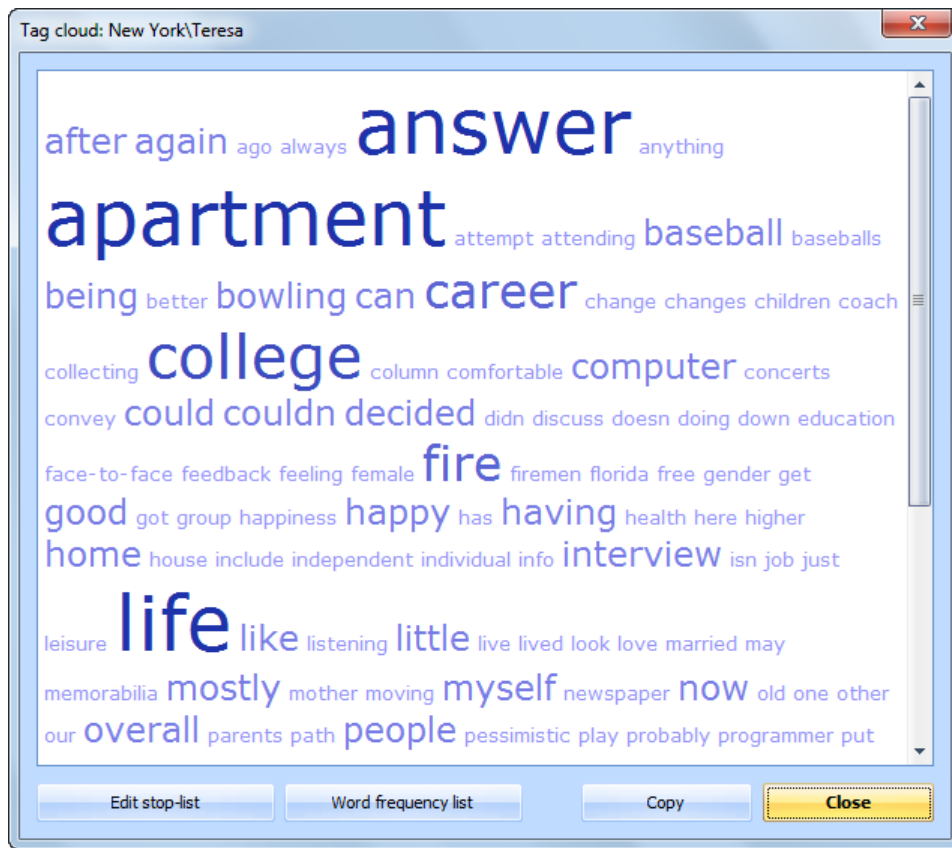 Tag cloud: New York\Teresa
after again ago always answer anything
apartment attempt attending baseball baseballs
being better bowling can career change changes children coach
collecting college column comfortable computer concerts
convey could couldn decided didn discuss doesn doing down education
face-to-face feedback feeling female fire firemen florida free gender get
good got group happiness happy has having health here higher
home house include independent individual info interview isn job just
leisure life like listening little live lived look love married may
memorabilia mostly mother moving myself newspaper now old one other
our overall parents path people pessimistic play probably programmer put
Edit stop-list Word frequency list Copy Close